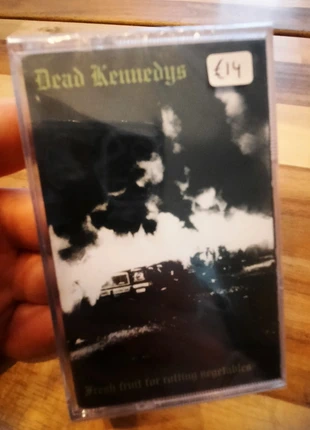 Dead Kennedys
£14
Fresh fruit for rotting vegetables